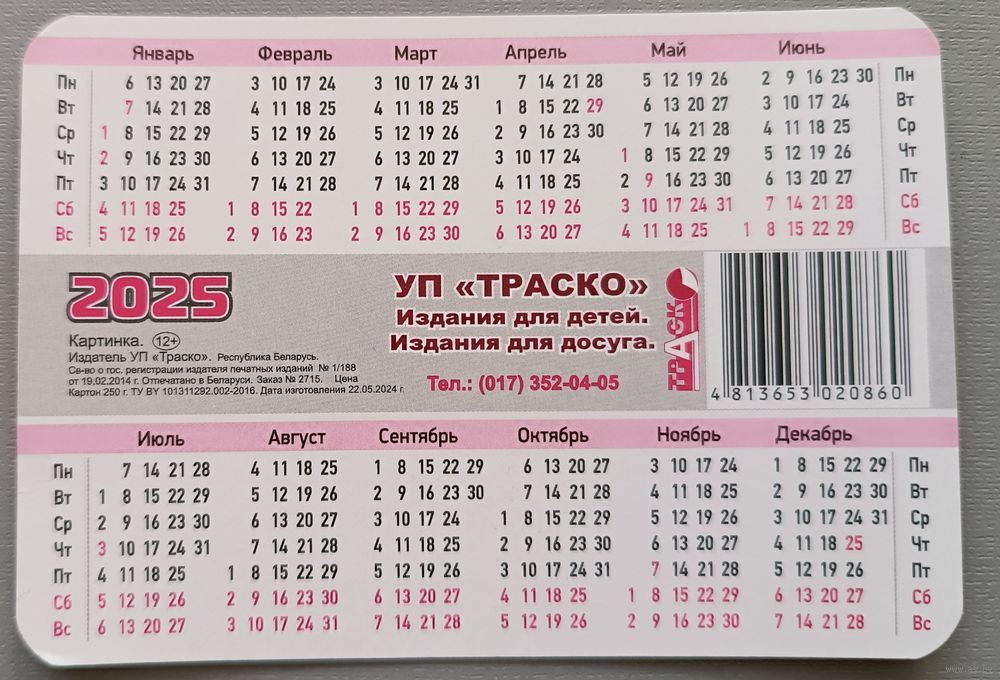 Январь Февраль Март Апрель Май Июнь
Пн 6 13 20 27 3 10 17 24 3 10 17 24 31 7 14 21 28 5 12 19 26 2 9 16 23 30 Пн
Вт 7 14 21 28 4 11 18 25 4 11 18 25 1 8 15 22 29 6 13 20 27 3 10 17 24 Вт
Ср 1 8 15 22 29 5 12 19 26 5 12 19 26 2 9 16 23 30 7 14 21 28 4 11 18 25 Ср
Чт 2 9 16 23 30 6 13 20 27 6 13 20 27 3 10 17 24 1 8 15 22 29 5 12 19 26 Чт
Пт 3 10 17 24 31 7 14 21 28 7 14 21 28 4 11 18 25 2 9 16 23 30 6 13 20 27 Пт
Сб 4 11 18 25 1 8 15 22 1 8 15 22 29 5 12 19 26 3 10 17 24 31 7 14 21 28 Сб
Вс 5 12 19 26 2 9 16 23 2 9 16 23 30 6 13 20 27 4 11 18 25 1 8 15 22 29 Вс
2025
Картинка. 12+
Издатель УП «Траско». Республика Беларусь.
Св-во о гос. регистрации издателя печатных изданий № 1/188
от 19.02.2014 г. Отпечатано в Беларуси. Заказ № 2715. Цена
Картон 250 г. ТУ BY 101311292.002-2016. Дата изготовления 22.05.2024 г.
УП «ТРАСКО»
Издания для детей.
Издания для досуга.
Тел.: (017) 352-04-05
ТРАСКО
4 813653 020860
Июль Август Сентябрь Октябрь Ноябрь Декабрь
Пн 7 14 21 28 4 11 18 25 1 8 15 22 29 6 13 20 27 3 10 17 24 1 8 15 22 29 Пн
Вт 1 8 15 22 29 5 12 19 26 2 9 16 23 30 7 14 21 28 4 11 18 25 2 9 16 23 30 Вт
Ср 2 9 16 23 30 6 13 20 27 3 10 17 24 1 8 15 22 29 5 12 19 26 3 10 17 24 31 Ср
Чт 3 10 17 24 31 7 14 21 28 4 11 18 25 2 9 16 23 30 6 13 20 27 4 11 18 25 Чт
Пт 4 11 18 25 1 8 15 22 29 5 12 19 26 3 10 17 24 31 7 14 21 28 5 12 19 26 Пт
Сб 5 12 19 26 2 9 16 23 30 6 13 20 27 4 11 18 25 1 8 15 22 29 6 13 20 27 Сб
Вс 6 13 20 27 3 10 17 24 31 7 14 21 28 5 12 19 26 2 9 16 23 30 7 14 21 28 Вс